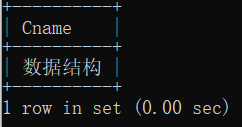 +----------+
| Cname    |
+----------+
| 数据结构 |
+----------+
1 row in set (0.00 sec)